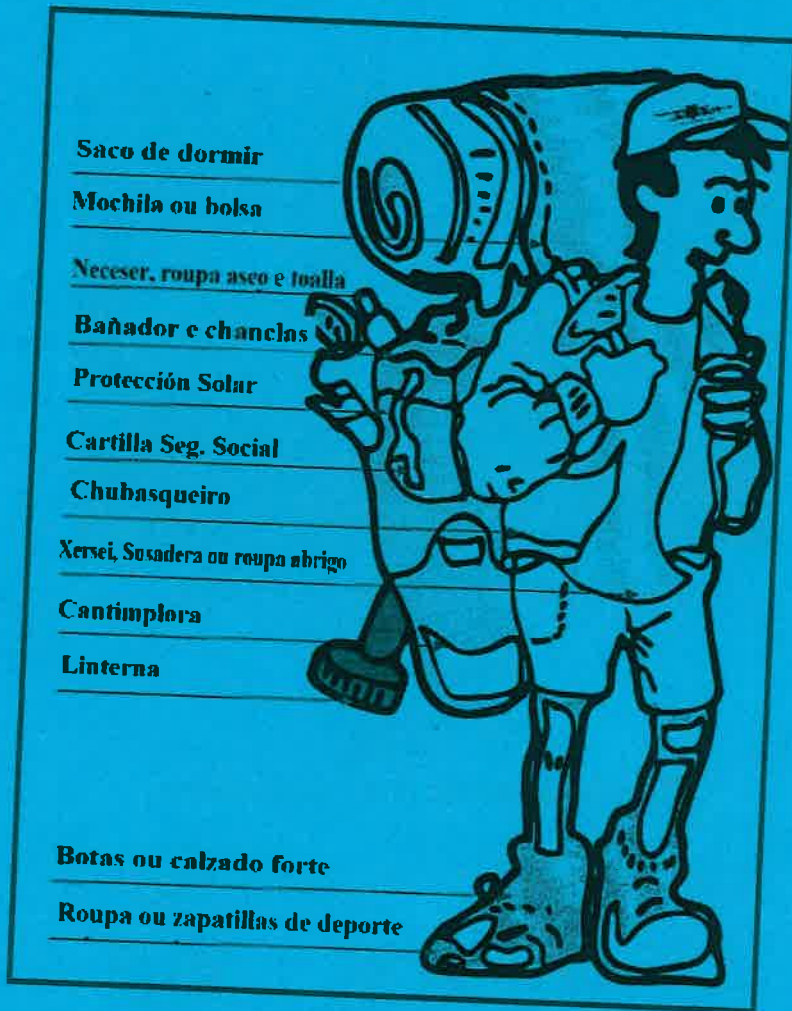 Saco de dormir
Mochila ou bolsa
Neceser, roupa aseo e toalla
Bañador e chanclas
Protección Solar
Cartilla Seg. Social
Chubasqueiro
Xersei, Susadera ou roupa abrigo
Cantimplora
Linterna
Botas ou calzado forte
Roupa ou zapatillas de deporte